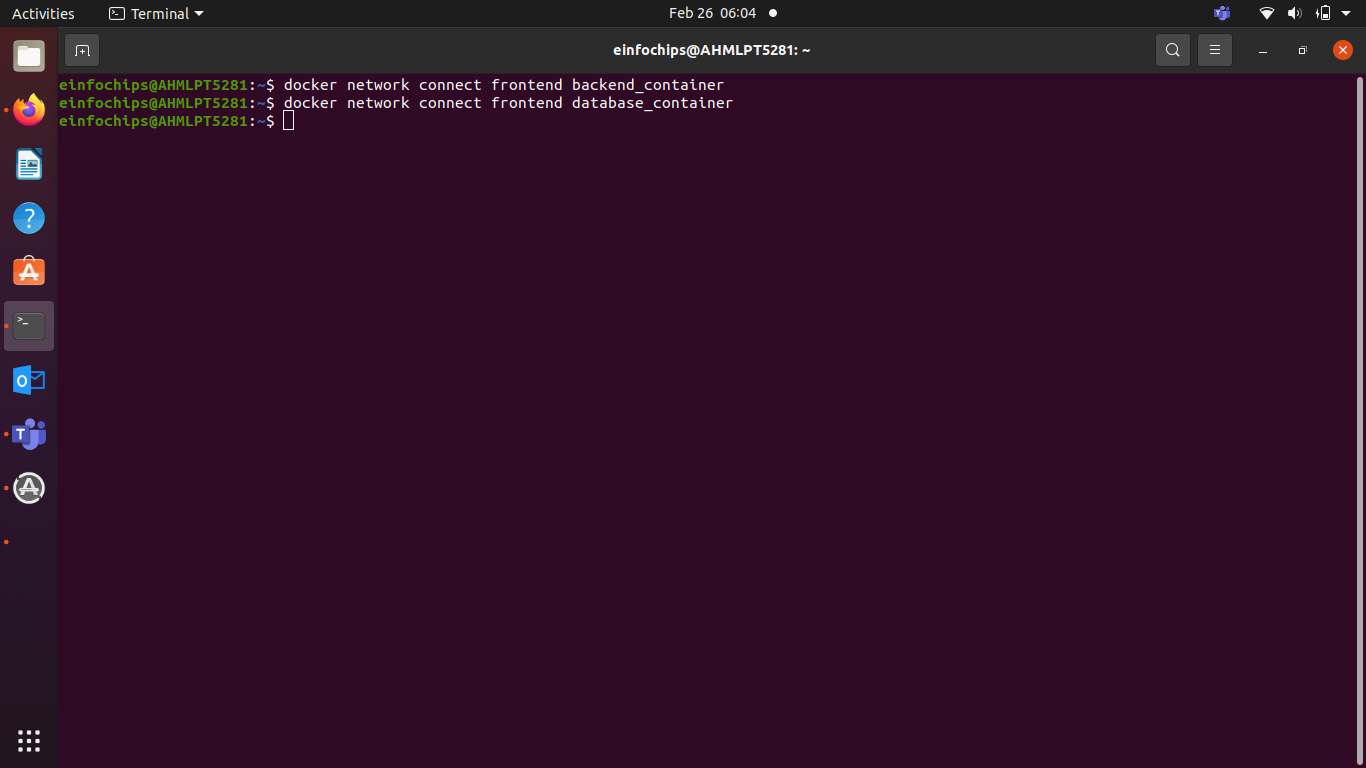 Activities
Terminal
Feb 26 06:04
einfochips@AHMLPT5281: ~
einfochips@AHMLPT5281:~$ docker network connect frontend backend_container
einfochips@AHMLPT5281:~$ docker network connect frontend database_container
einfochips@AHMLPT5281:~$